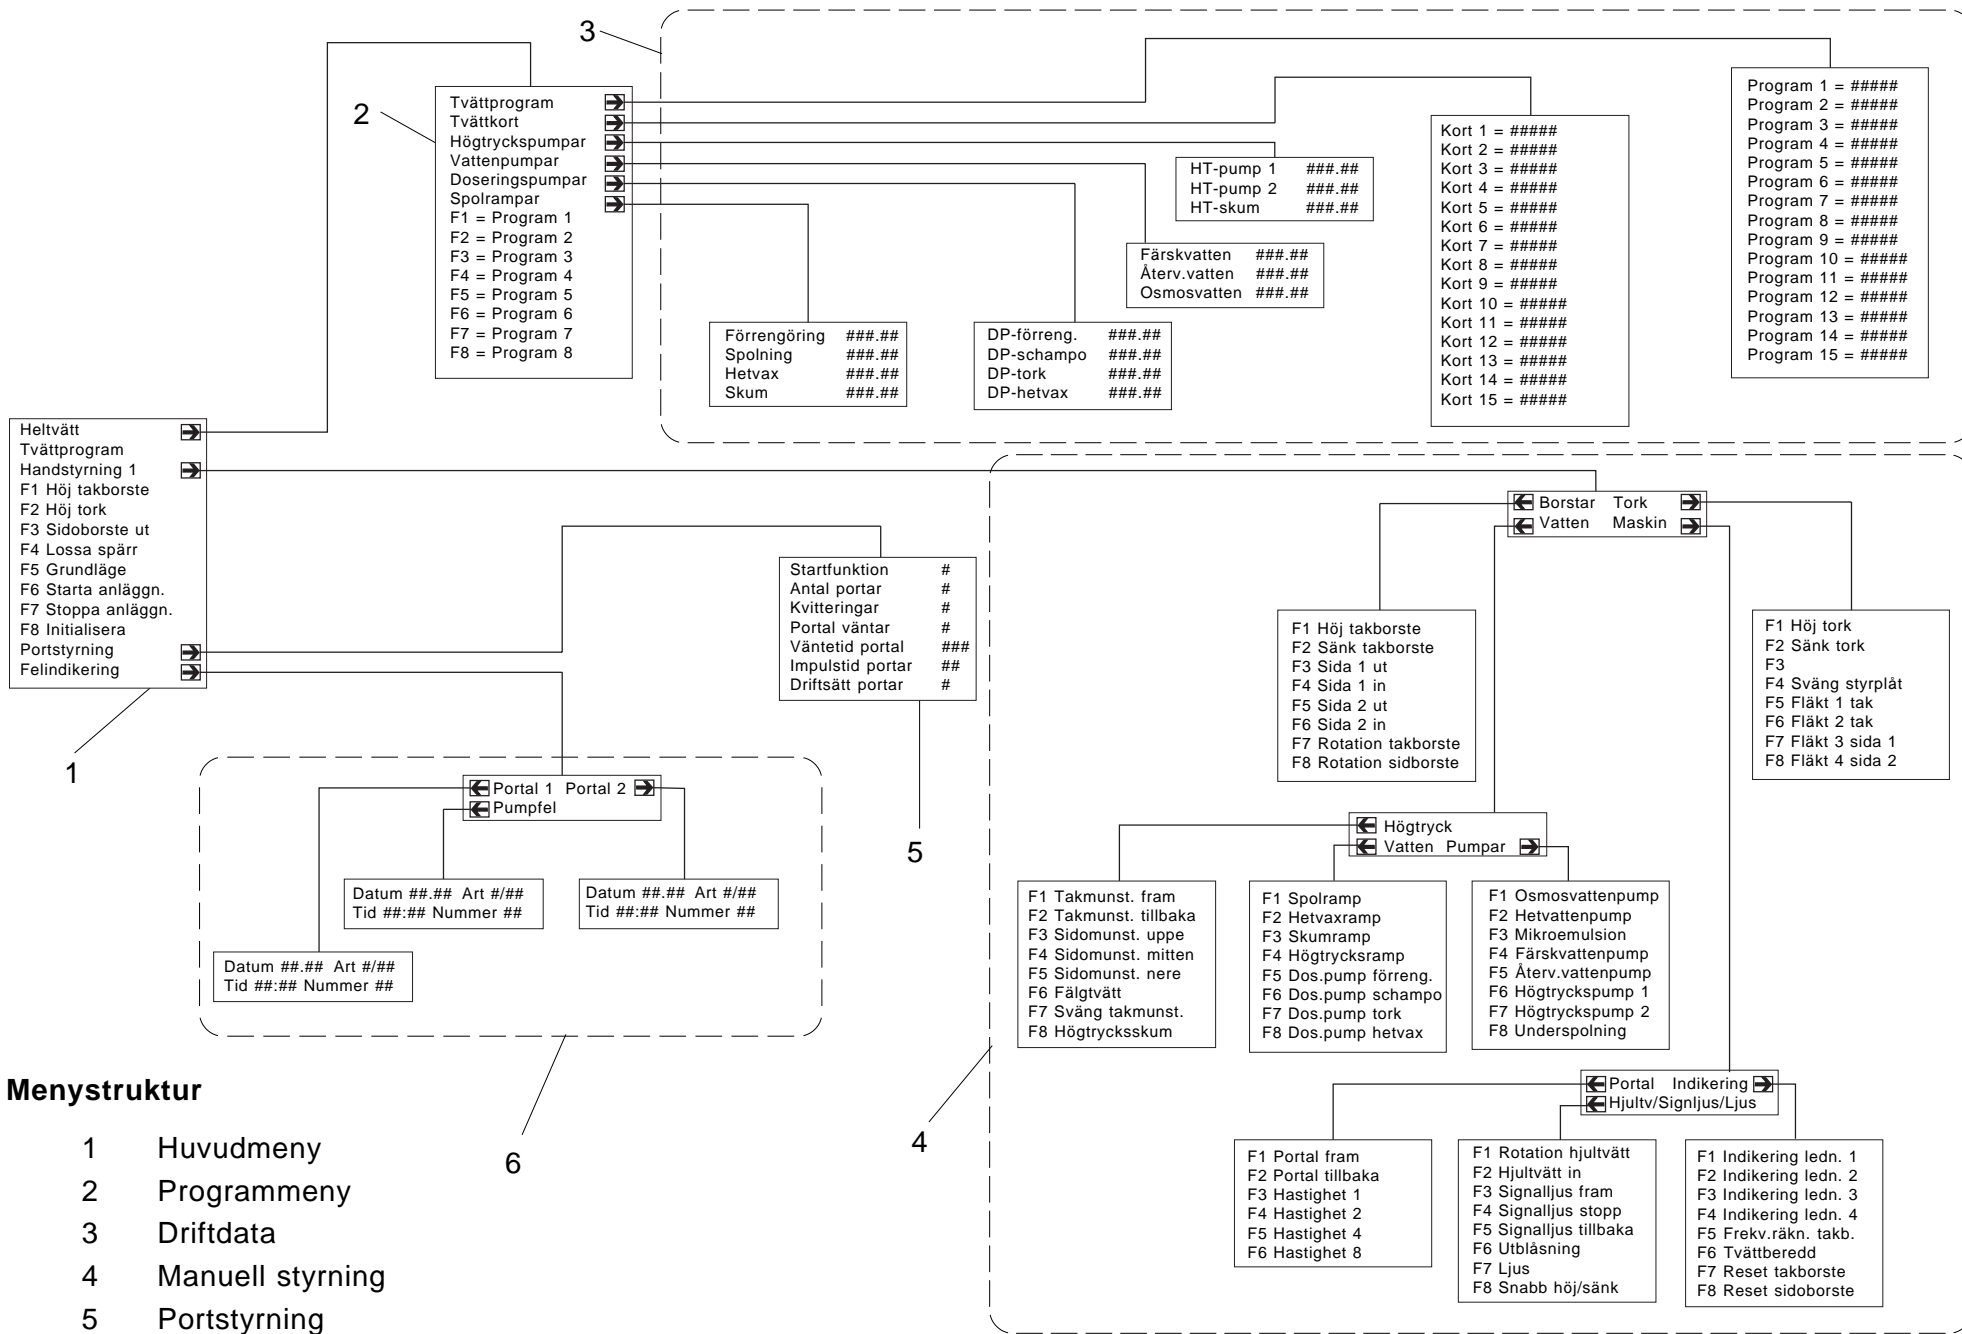 3
2
Tvättprogram
Tvättkort
Högtryckspumpar
Vattenpumpar
Doseringspumpar
Spolrampar
F1 = Program 1
F2 = Program 2
F3 = Program 3
F4 = Program 4
F5 = Program 5
F6 = Program 6
F7 = Program 7
F8 = Program 8
Förrengöring ###.##
Spolning ###.##
Hetvax ###.##
Skum ###.##
DP-förreng. ###.##
DP-schampo ###.##
DP-tork ###.##
DP-hetvax ###.##
Färskvatten ###.##
Återv.vatten ###.##
Osmosvatten ###.##
HT-pump 1 ###.##
HT-pump 2 ###.##
HT-skum ###.##
Kort 1 = #####
Kort 2 = #####
Kort 3 = #####
Kort 4 = #####
Kort 5 = #####
Kort 6 = #####
Kort 7 = #####
Kort 8 = #####
Kort 9 = #####
Kort 10 = #####
Kort 11 = #####
Kort 12 = #####
Kort 13 = #####
Kort 14 = #####
Kort 15 = #####
Program 1 = #####
Program 2 = #####
Program 3 = #####
Program 4 = #####
Program 5 = #####
Program 6 = #####
Program 7 = #####
Program 8 = #####
Program 9 = #####
Program 10 = #####
Program 11 = #####
Program 12 = #####
Program 13 = #####
Program 14 = #####
Program 15 = #####
Heltvätt
Tvättprogram
Handstyrning 1
F1 Höj takborste
F2 Höj tork
F3 Sidoborste ut
F4 Lossa spärr
F5 Grundläge
F6 Starta anläggn.
F7 Stoppa anläggn.
F8 Initialisera
Portstyrning
Felindikering
1
Startfunktion #
Antal portar #
Kvitteringar #
Portal väntar #
Väntetid portal ###
Impulstid portar ##
Driftsätt portar #
5
Portal 1 Portal 2
Pumpfel
Datum ##.## Art #/##
Tid ##:## Nummer ##
Datum ##.## Art #/##
Tid ##:## Nummer ##
Datum ##.## Art #/##
Tid ##:## Nummer ##
6
Borstar Tork
Vatten Maskin
F1 Höj takborste
F2 Sänk takborste
F3 Sida 1 ut
F4 Sida 1 in
F5 Sida 2 ut
F6 Sida 2 in
F7 Rotation takborste
F8 Rotation sidborste
F1 Höj tork
F2 Sänk tork
F3
F4 Sväng styrplåt
F5 Fläkt 1 tak
F6 Fläkt 2 tak
F7 Fläkt 3 sida 1
F8 Fläkt 4 sida 2
Högtryck
Vatten Pumpar
F1 Takmunst. fram
F2 Takmunst. tillbaka
F3 Sidomunst. uppe
F4 Sidomunst. mitten
F5 Sidomunst. nere
F6 Fälgtvätt
F7 Sväng takmunst.
F8 Högtrycksskum
F1 Spolramp
F2 Hetvaxramp
F3 Skumramp
F4 Högtrycksramp
F5 Dos.pump förreng.
F6 Dos.pump schampo
F7 Dos.pump tork
F8 Dos.pump hetvax
F1 Osmosvattenpump
F2 Hetvattenpump
F3 Mikroemulsion
F4 Färskvattenpump
F5 Återv.vattenpump
F6 Högtryckspump 1
F7 Högtryckspump 2
F8 Underspolning
4
Portal Indikering
Hjultv/Signljus/Ljus
F1 Portal fram
F2 Portal tillbaka
F3 Hastighet 1
F4 Hastighet 2
F5 Hastighet 4
F6 Hastighet 8
F1 Rotation hjultvätt
F2 Hjultvätt in
F3 Signalljus fram
F4 Signalljus stopp
F5 Signalljus tillbaka
F6 Utblåsning
F7 Ljus
F8 Snabb höj/sänk
F1 Indikering ledn. 1
F2 Indikering ledn. 2
F3 Indikering ledn. 3
F4 Indikering ledn. 4
F5 Frekv.räkn. takb.
F6 Tvättberedd
F7 Reset takborste
F8 Reset sidoborste
Menystruktur
1 Huvudmeny
2 Programmeny
3 Driftdata
4 Manuell styrning
5 Portstyrning